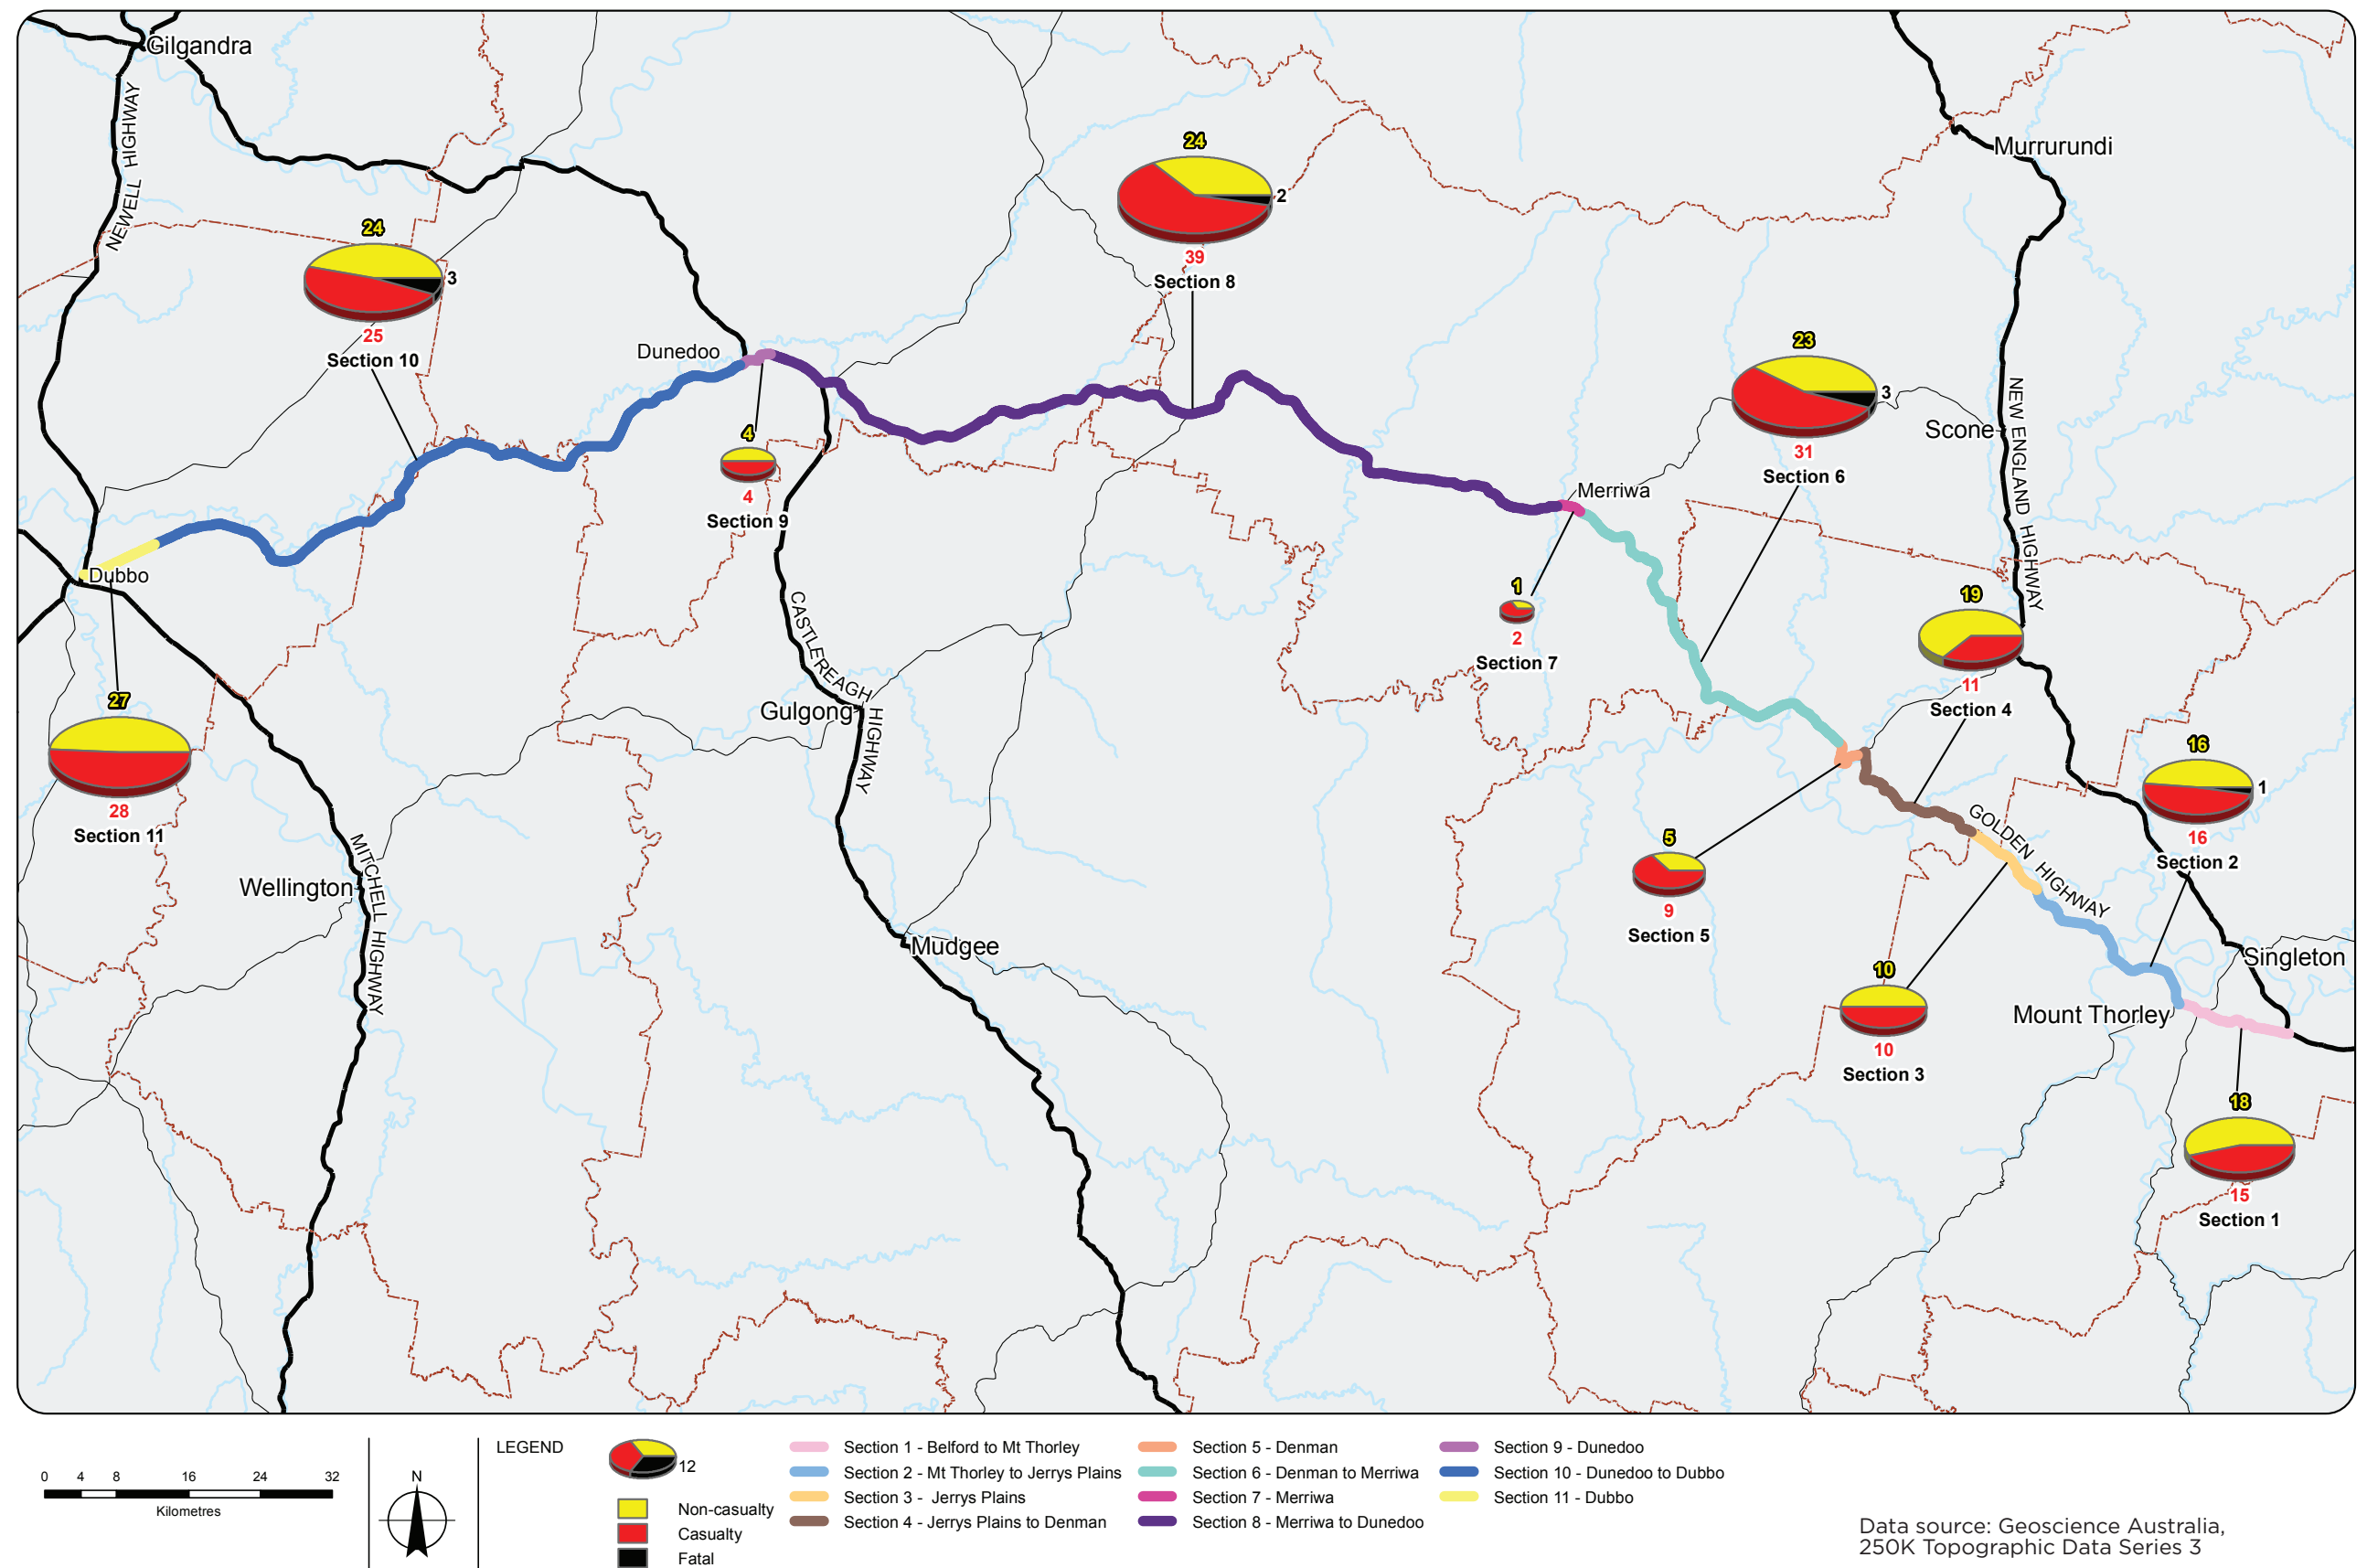 Gilgandra
NEWELL HIGHWAY
Murrurundi
24
2
39
Section 8
24
3
25
Section 10
Dunedoo
23
3
31
Section 6
Scone
NEW ENGLAND HIGHWAY
4
4
Section 9
Merriwa
Dubbo
1
2
Section 7
19
11
Section 4
CASTLEREAGH HIGHWAY
Gulgong
27
28
Section 11
16
1
16
Section 2
GOLDEN HIGHWAY
5
9
Section 5
MITCHELL HIGHWAY
Wellington
Mudgee
Singleton
10
10
Section 3
Mount Thorley
18
15
Section 1
0 4 8 16 24 32
Kilometres
N
LEGEND
12
Non-casualty
Casualty
Fatal
Section 1 - Belford to Mt Thorley
Section 2 - Mt Thorley to Jerrys Plains
Section 3 - Jerrys Plains
Section 4 - Jerrys Plains to Denman
Section 5 - Denman
Section 6 - Denman to Merriwa
Section 7 - Merriwa
Section 8 - Merriwa to Dunedoo
Section 9 - Dunedoo
Section 10 - Dunedoo to Dubbo
Section 11 - Dubbo
Data source: Geoscience Australia,
250K Topographic Data Series 3